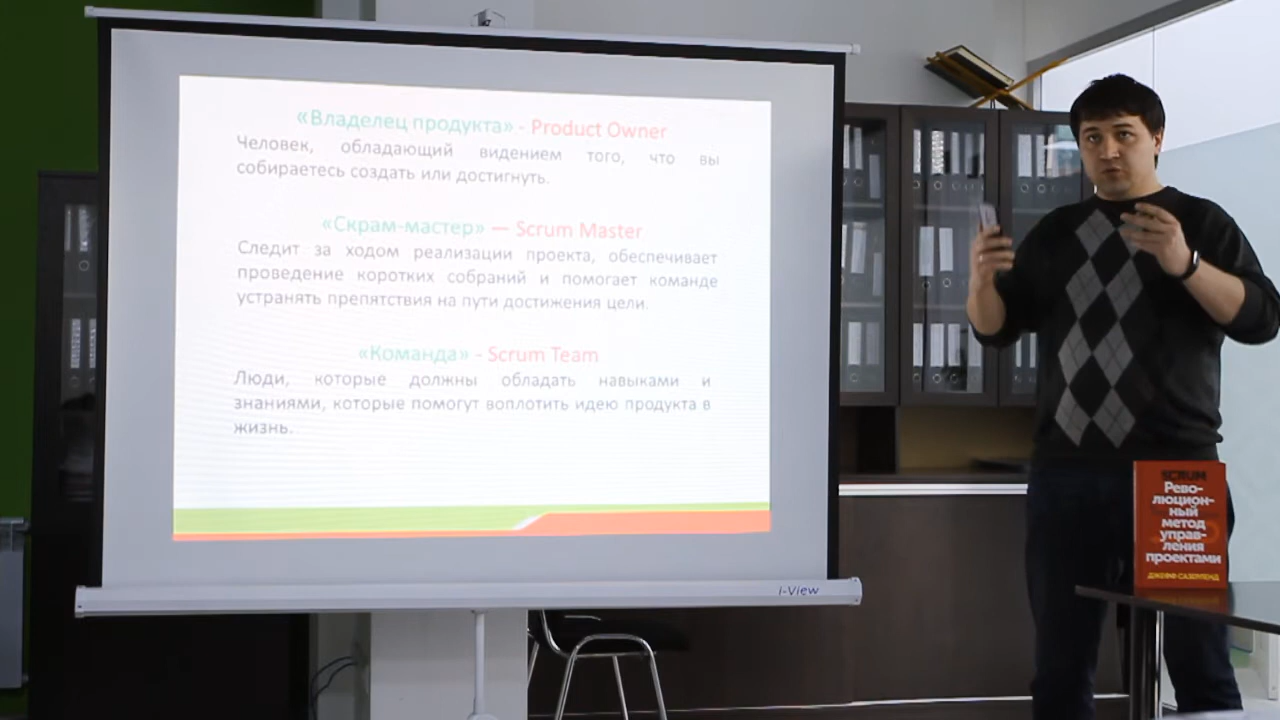 «Владелец продукта» - Product Owner
Человек, обладающий видением того, что вы
собираетесь создать или достигнуть.
«Скрам-мастер» — Scrum Master
Следит за ходом реализации проекта, обеспечивает
проведение коротких собраний и помогает команде
устранять препятствия на пути достижения цели.
«Команда» - Scrum Team
Люди, которые должны обладать навыками и
знаниями, которые помогут воплотить идею продукта в
жизнь.
i-View
SCRUM
Рево-
люцион-
ный
метод
управ-
ления
проектами
ДЖЕФФ САЗЕРЛЕНД